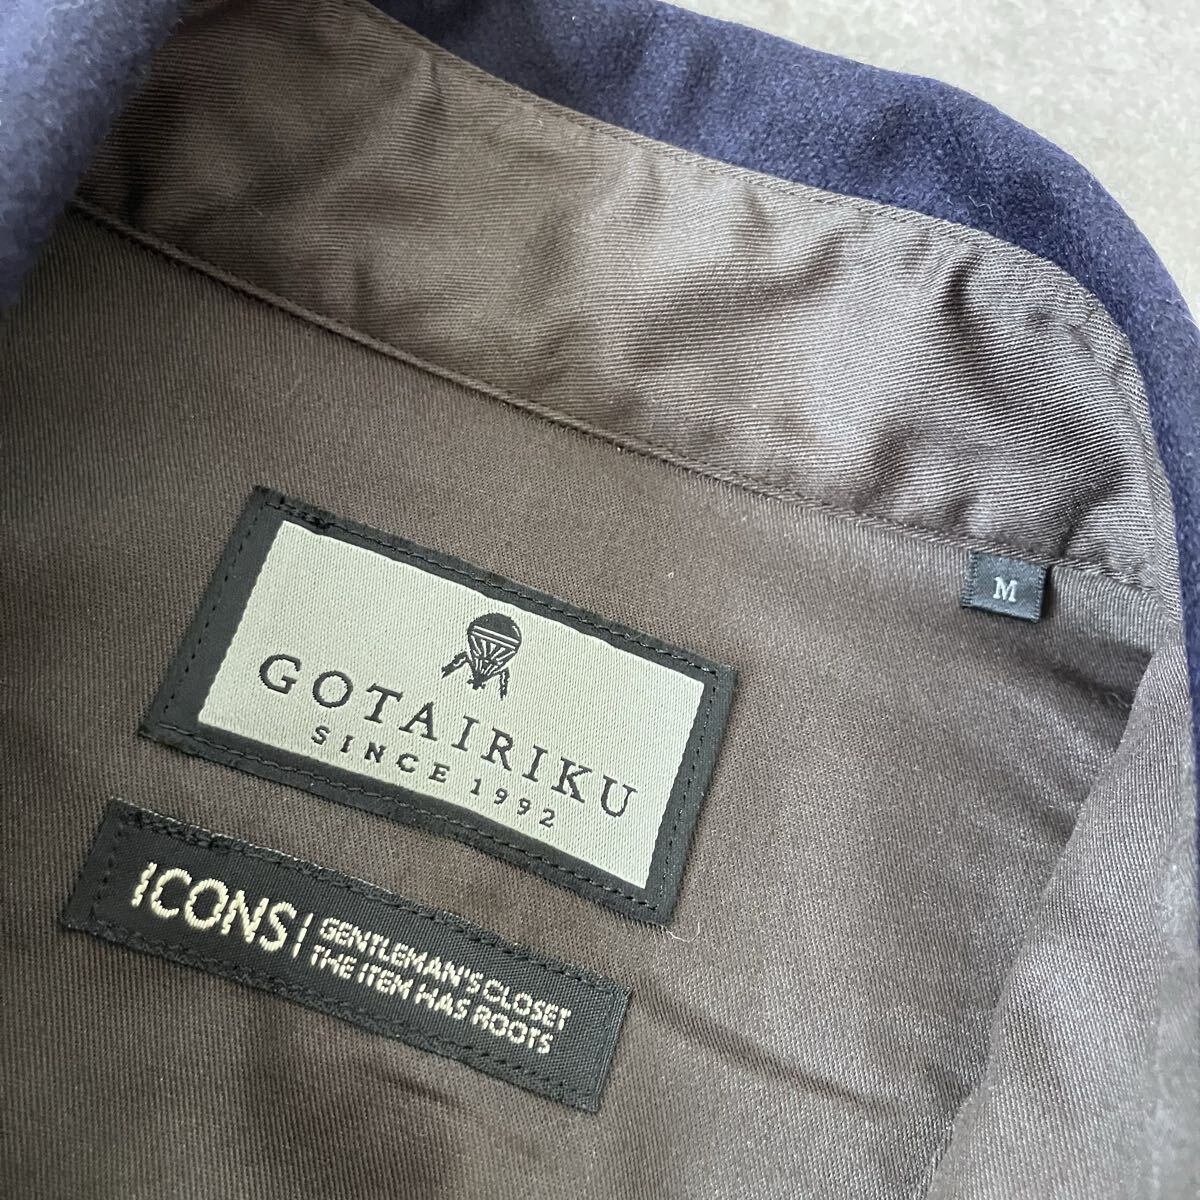 M
GOTAIRIKU
SINCE 1992
ICONS
GENTLEMAN'S CLOSET
THE ITEM HAS ROOTS